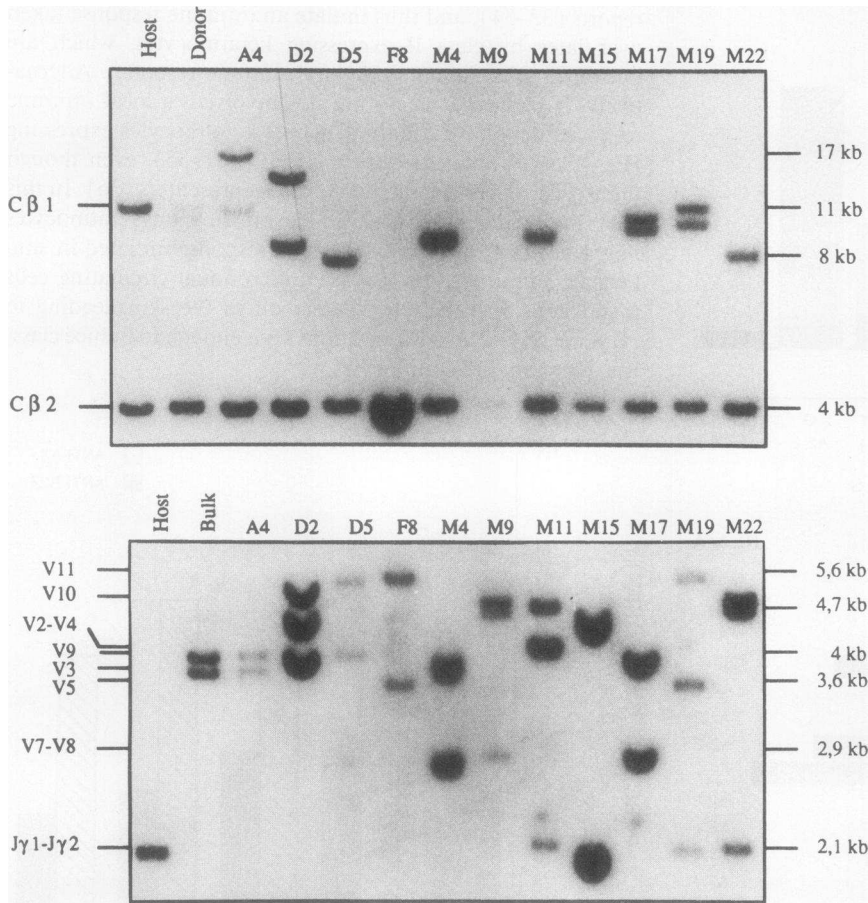 Host Donor A4 D2 D5 F8 M4 M9 M11 M15 M17 M19 M22
17 kb
Cβ1 11 kb
8 kb
Cβ2 4 kb
Host Bulk A4 D2 D5 F8 M4 M9 M11 M15 M17 M19 M22
V11 5,6 kb
V10 4,7 kb
V2-V4
V9 4 kb
V3
V5 3,6 kb
V7-V8 2,9 kb
Jγ1-Jγ2 2,1 kb